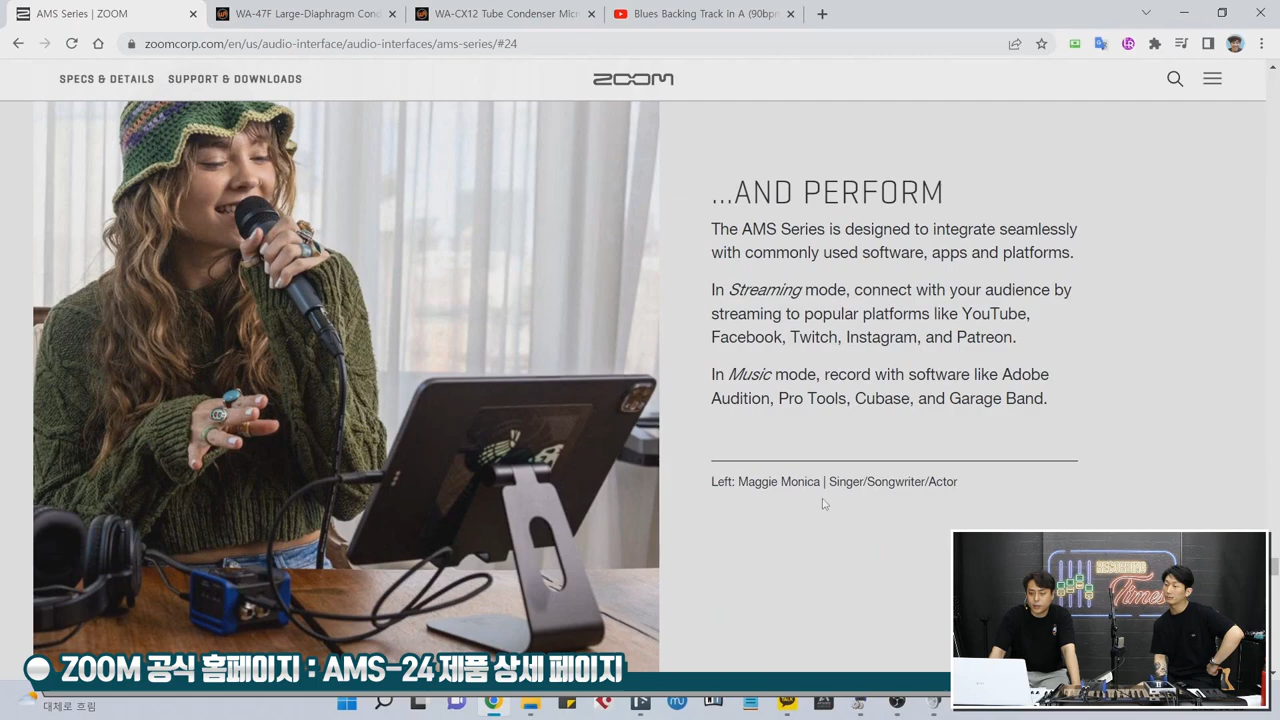 AMS Series | ZOOM
WA-47F Large-Diaphragm Cond
WA-CX12 Tube Condenser Micr
Blues Backing Track In A (90bpm
zoomcorp.com/en/us/audio-interface/audio-interfaces/ams-series/#24
SPECS & DETAILS SUPPORT & DOWNLOADS
ZOOM
...AND PERFORM
The AMS Series is designed to integrate seamlessly
with commonly used software, apps and platforms.
In Streaming mode, connect with your audience by
streaming to popular platforms like YouTube,
Facebook, Twitch, Instagram, and Patreon.
In Music mode, record with software like Adobe
Audition, Pro Tools, Cubase, and Garage Band.
Left: Maggie Monica | Singer/Songwriter/Actor
Times
ZOOM 공식 홈페이지 : AMS-24 제품 상세 페이지
대체로 흐림